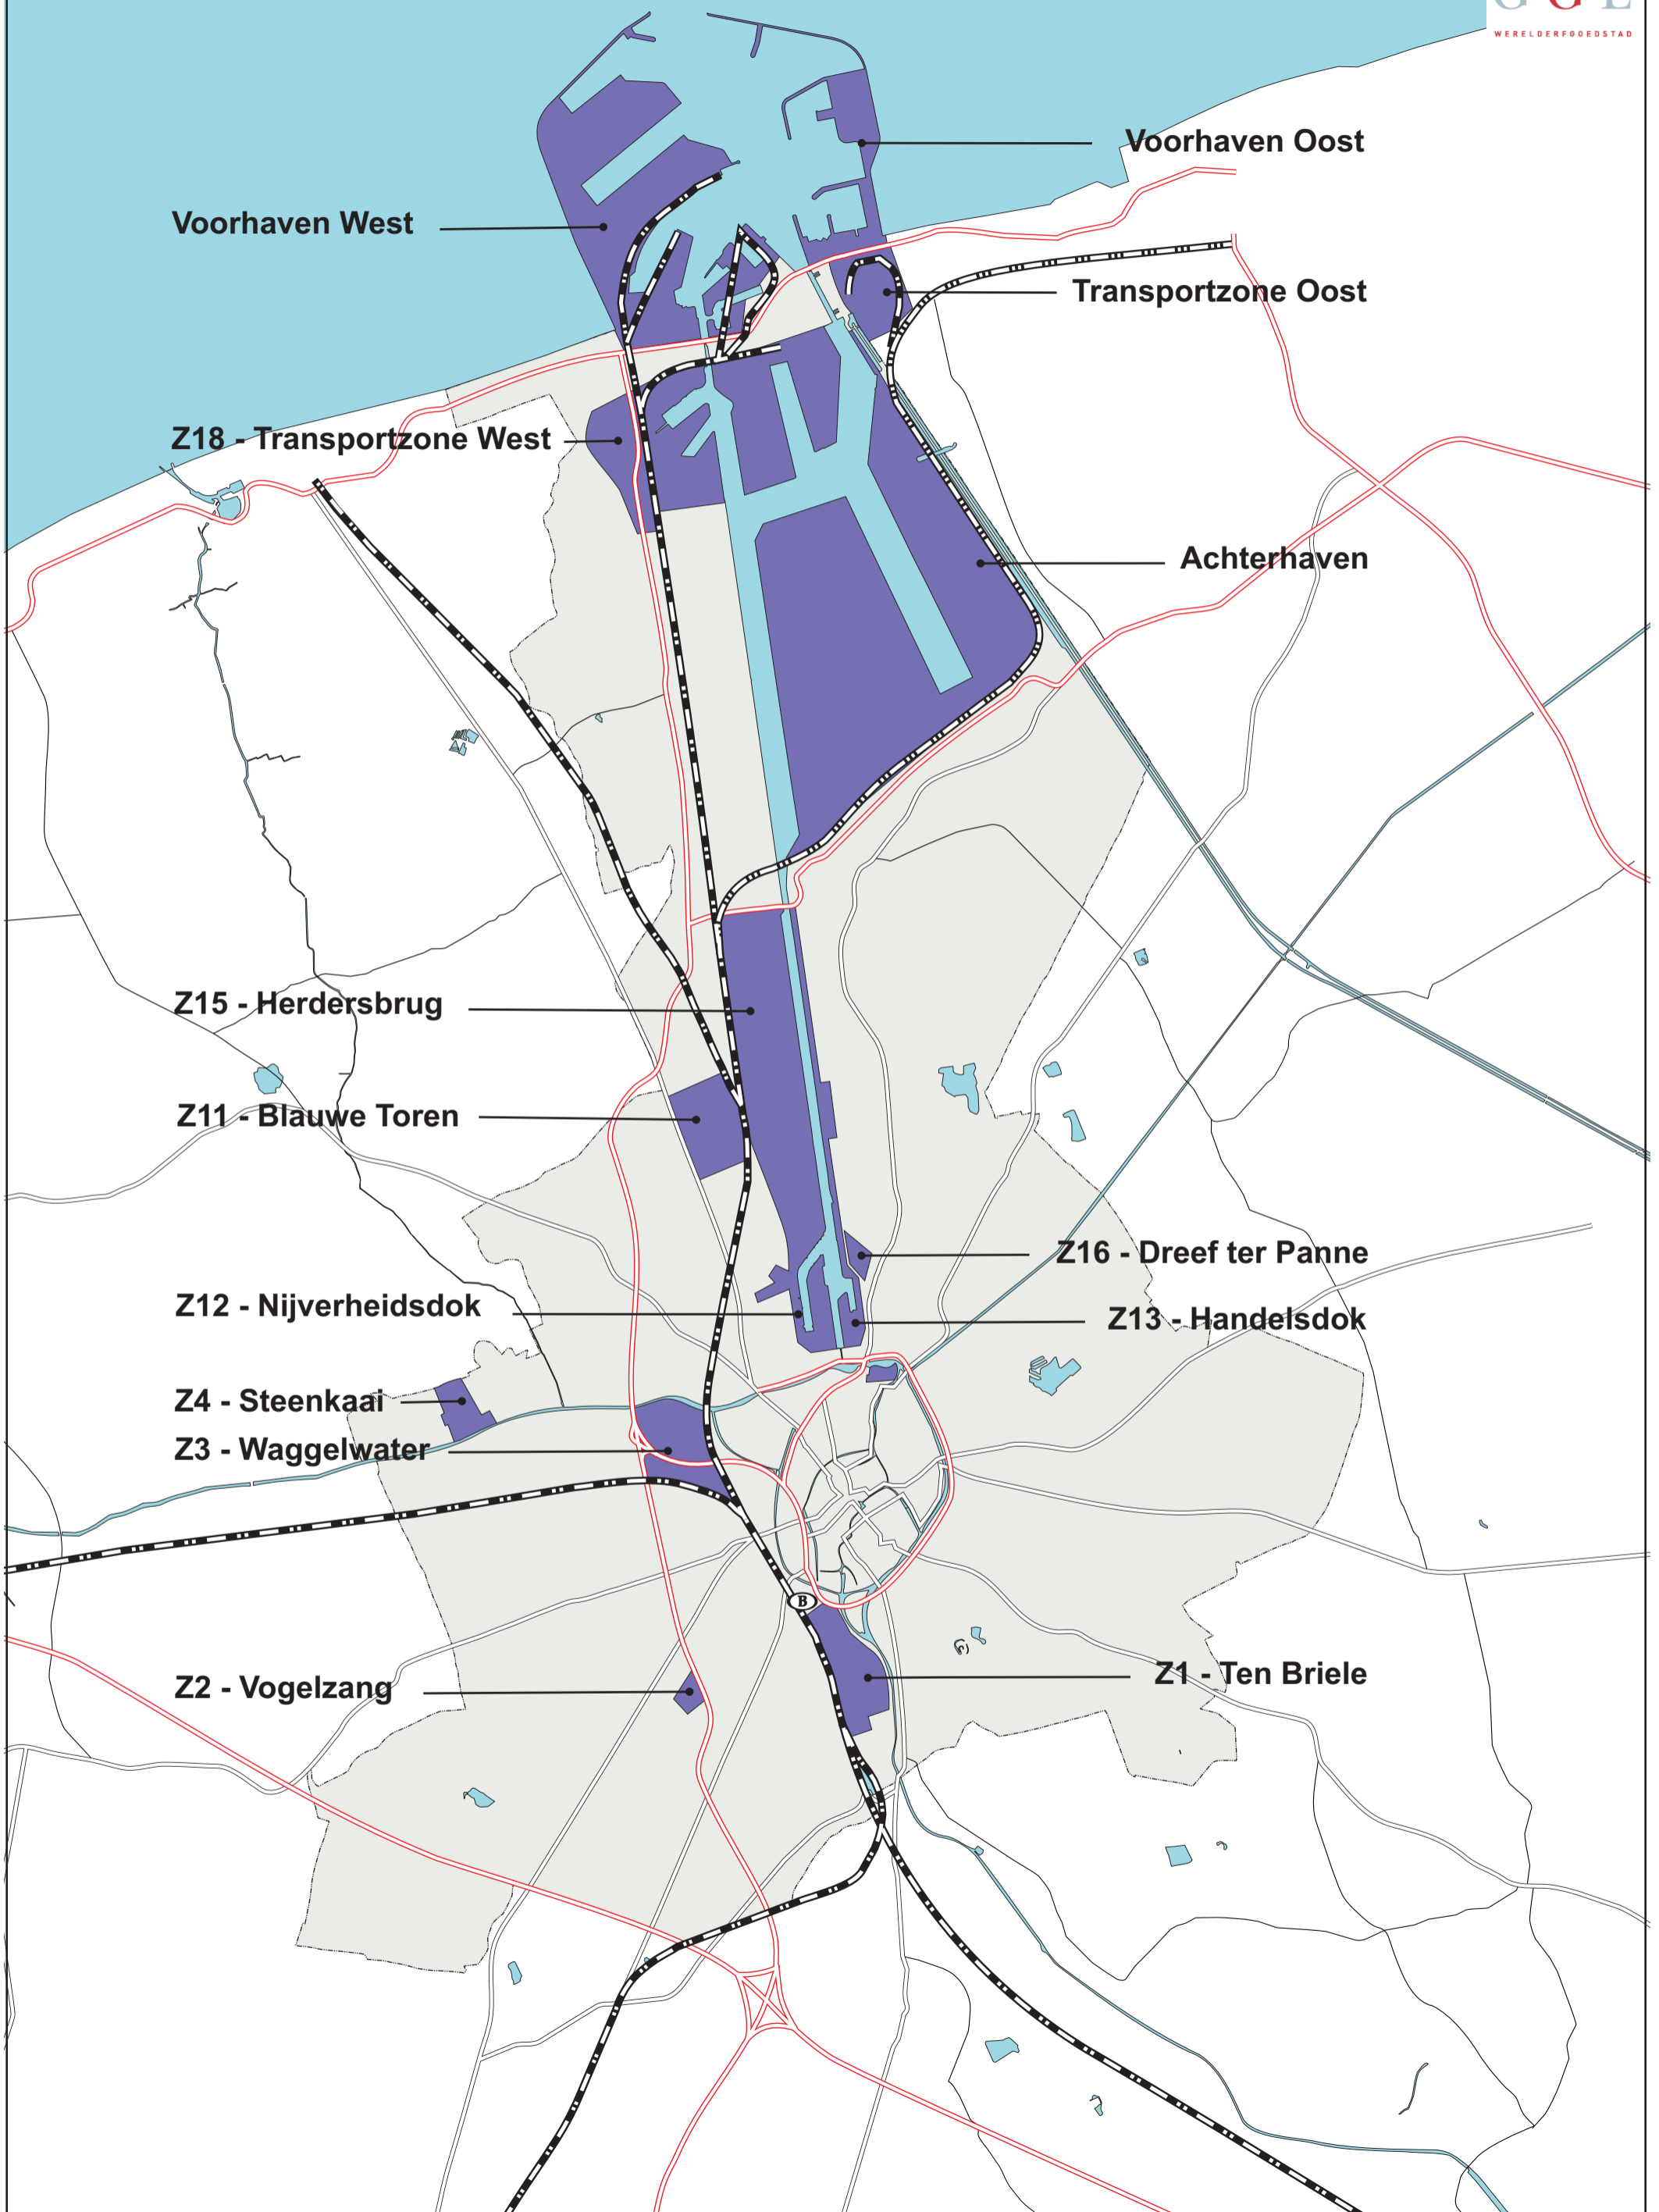 WERELDERFGOEDSTAD
Voorhaven Oost
Voorhaven West
Transportzone Oost
Z18 - Transportzone West
Achterhaven
Z15 - Herdersbrug
Z11 - Blauwe Toren
Z16 - Dreef ter Panne
Z12 - Nijverheidsdok
Z13 - Handelsdok
Z4 - Steenkaai
Z3 - Waggelwater
B
Z1 - Ten Briele
Z2 - Vogelzang